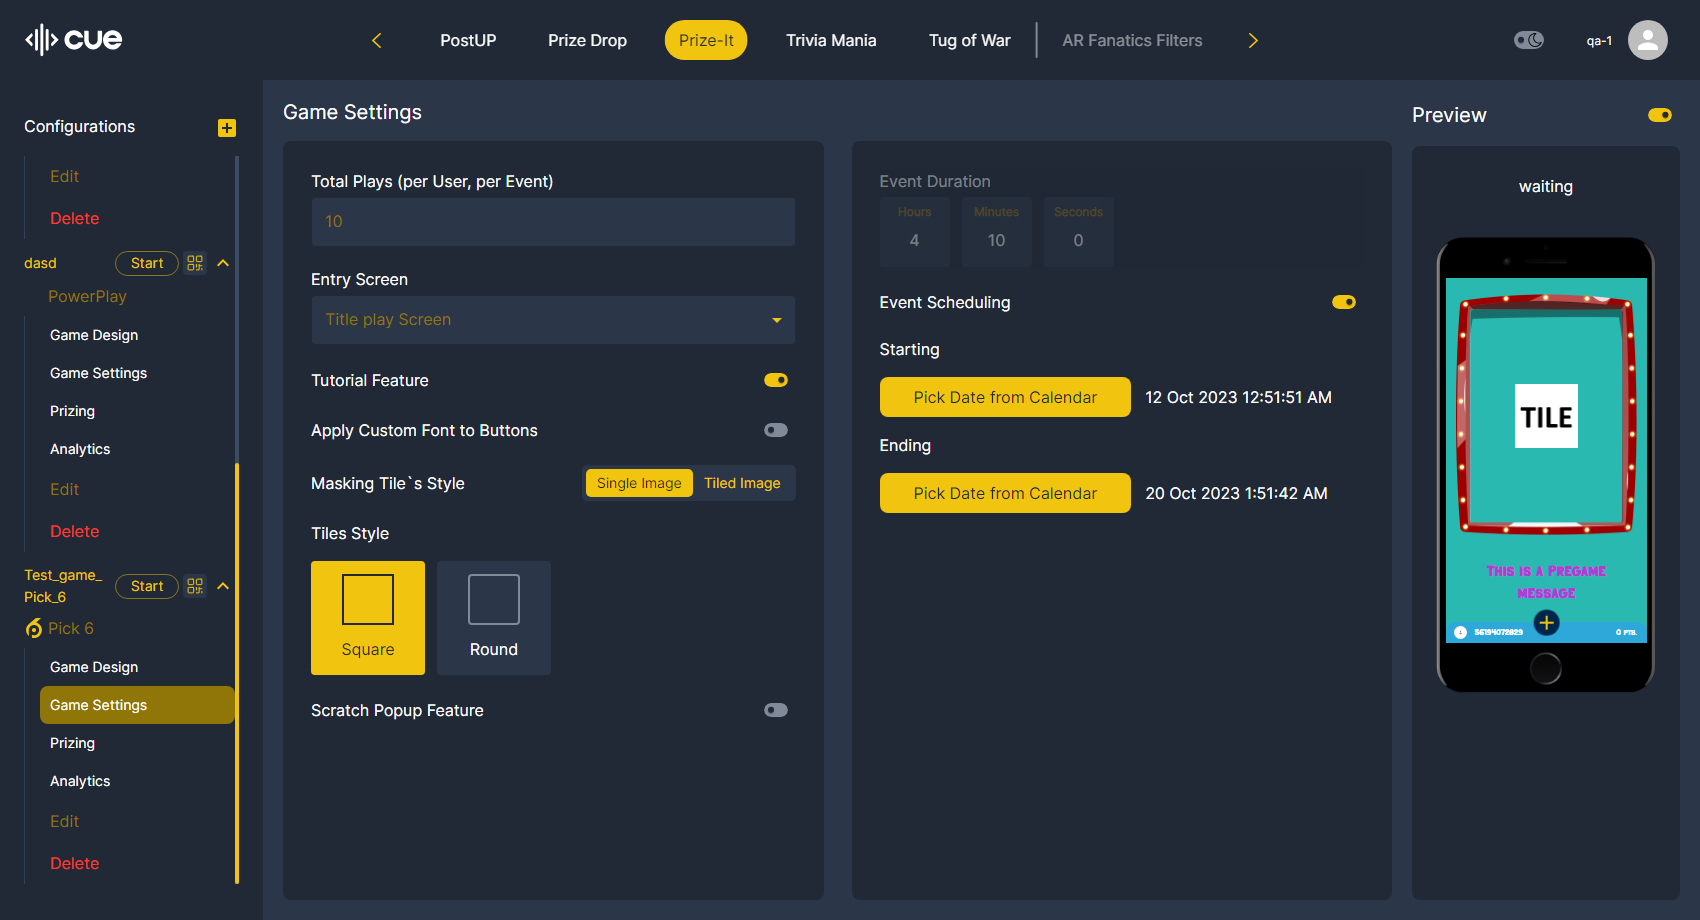 cue
PostUP
Prize Drop
Prize-It
Trivia Mania
Tug of War
AR Fanatics Filters
qa-1
Configurations
Edit
Delete
dasd
Start
PowerPlay
Game Design
Game Settings
Prizing
Analytics
Edit
Delete
Test_game_
Pick_6
Start
Pick 6
Game Design
Game Settings
Prizing
Analytics
Edit
Delete
Game Settings
Total Plays (per User, per Event)
10
Entry Screen
Title play Screen
Tutorial Feature
Apply Custom Font to Buttons
Masking Tile`s Style
Single Image
Tiled Image
Tiles Style
Square
Round
Scratch Popup Feature
Event Duration
Hours
Minutes
Seconds
4
10
0
Event Scheduling
Starting
Pick Date from Calendar
12 Oct 2023 12:51:51 AM
Ending
Pick Date from Calendar
20 Oct 2023 1:51:42 AM
Preview
waiting
TILE
THIS IS A PREGAME
MESSAGE
56194072829
0 PTS.